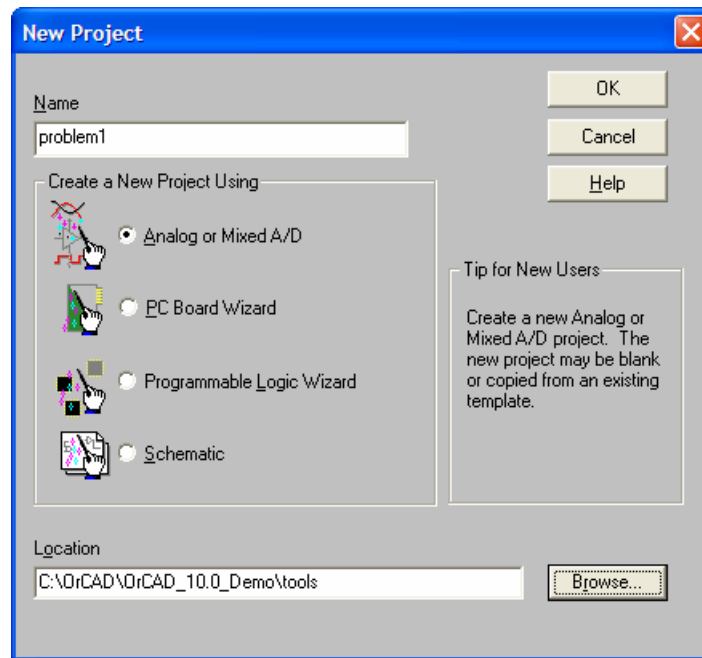 New Project
Name
problem1
OK
Cancel
Help
Create a New Project Using
Analog or Mixed A/D
PC Board Wizard
Programmable Logic Wizard
Schematic
Tip for New Users
Create a new Analog or
Mixed A/D project. The
new project may be blank
or copied from an existing
template.
Location
C:\OrCAD\OrCAD_10.0_Demo\tools
Browse...